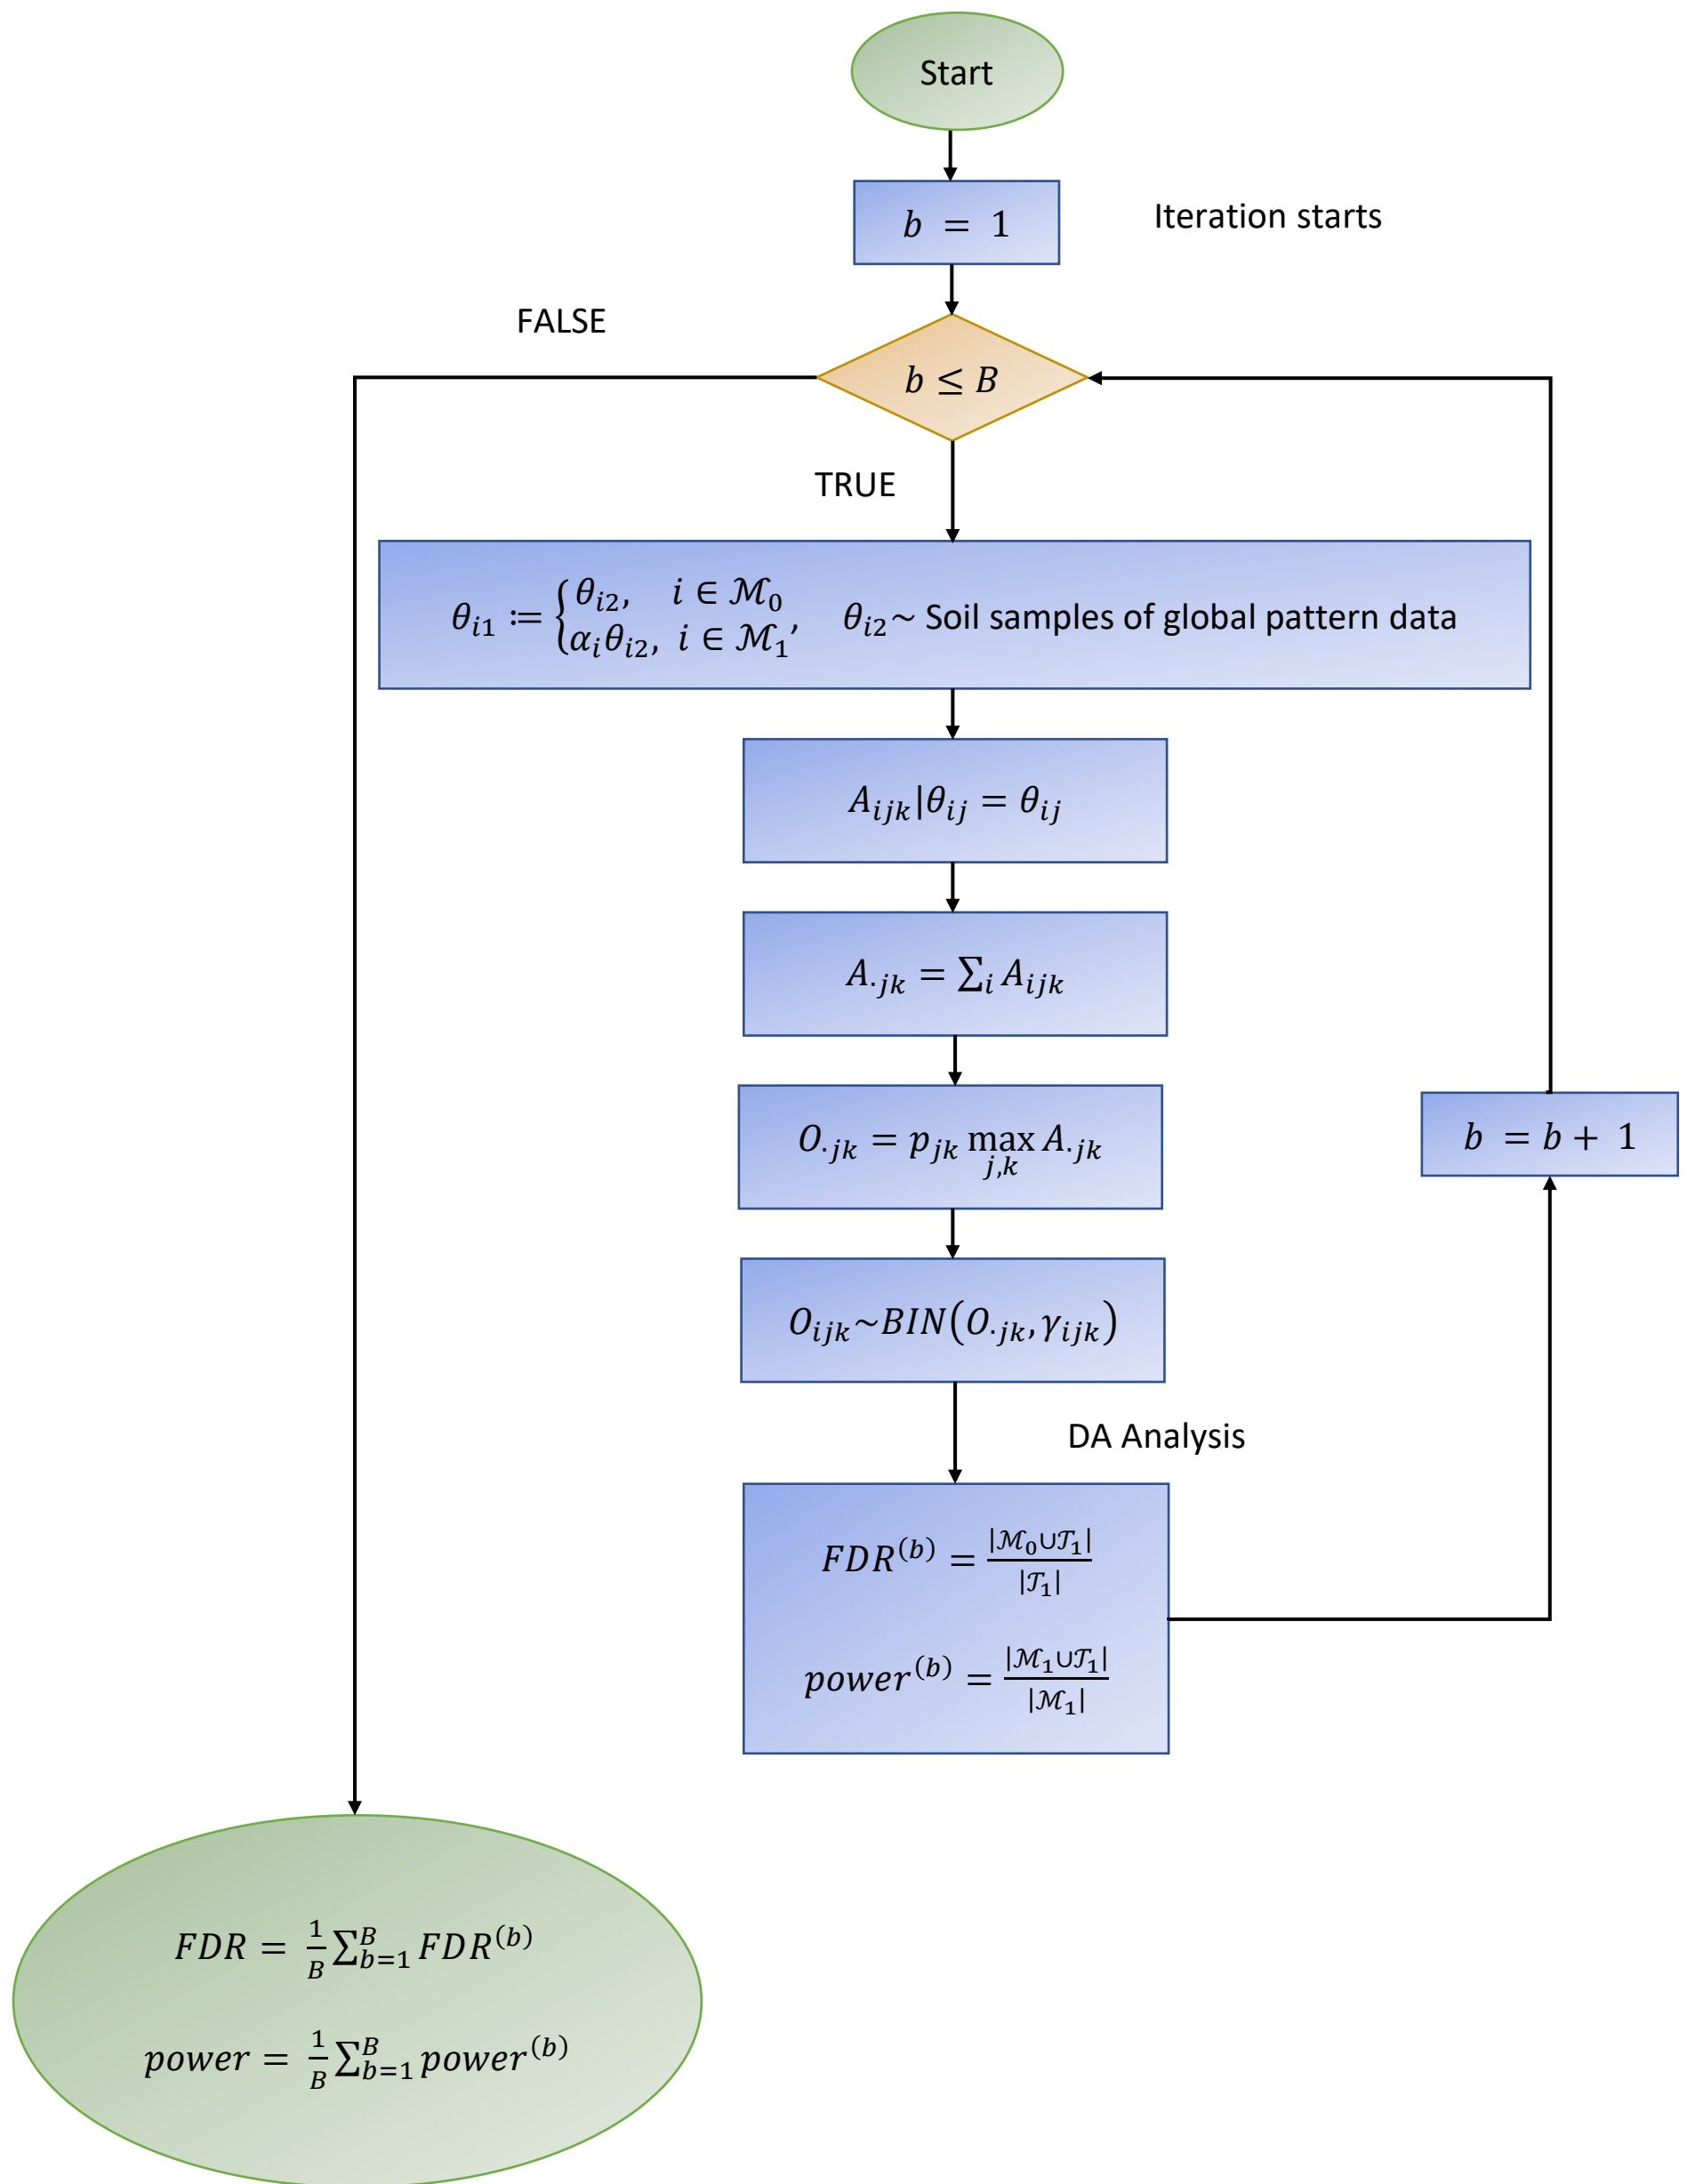 Start
b = 1
Iteration starts
FALSE
b ≤ B
TRUE
θ_{i1} ≔ {θ_{i2}, i ∈ ℳ_0
α_iθ_{i2}, i ∈ ℳ_1, θ_{i2}~ Soil samples of global pattern data
A_{ijk}|θ_{ij} = θ_{ij}
A_{·jk} = ∑_i A_{ijk}
O_{·jk} = p_{jk} max_{j,k} A_{·jk}
b = b + 1
O_{ijk}~BIN(O_{·jk}, γ_{ijk})
DA Analysis
FDR^{(b)} = |ℳ_0∪𝒯_1| / |𝒯_1|
power^{(b)} = |ℳ_1∪𝒯_1| / |ℳ_1|
FDR = 1/B ∑_{b=1}^{B} FDR^{(b)}
power = 1/B ∑_{b=1}^{B} power^{(b)}